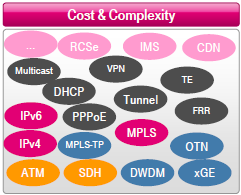 Cost & Complexity
...
RCSe
IMS
CDN
Multicast
VPN
TE
DHCP
Tunnel
FRR
IPv6
PPPoE
MPLS
IPv4
MPLS-TP
OTN
ATM
SDH
DWDM
xGE